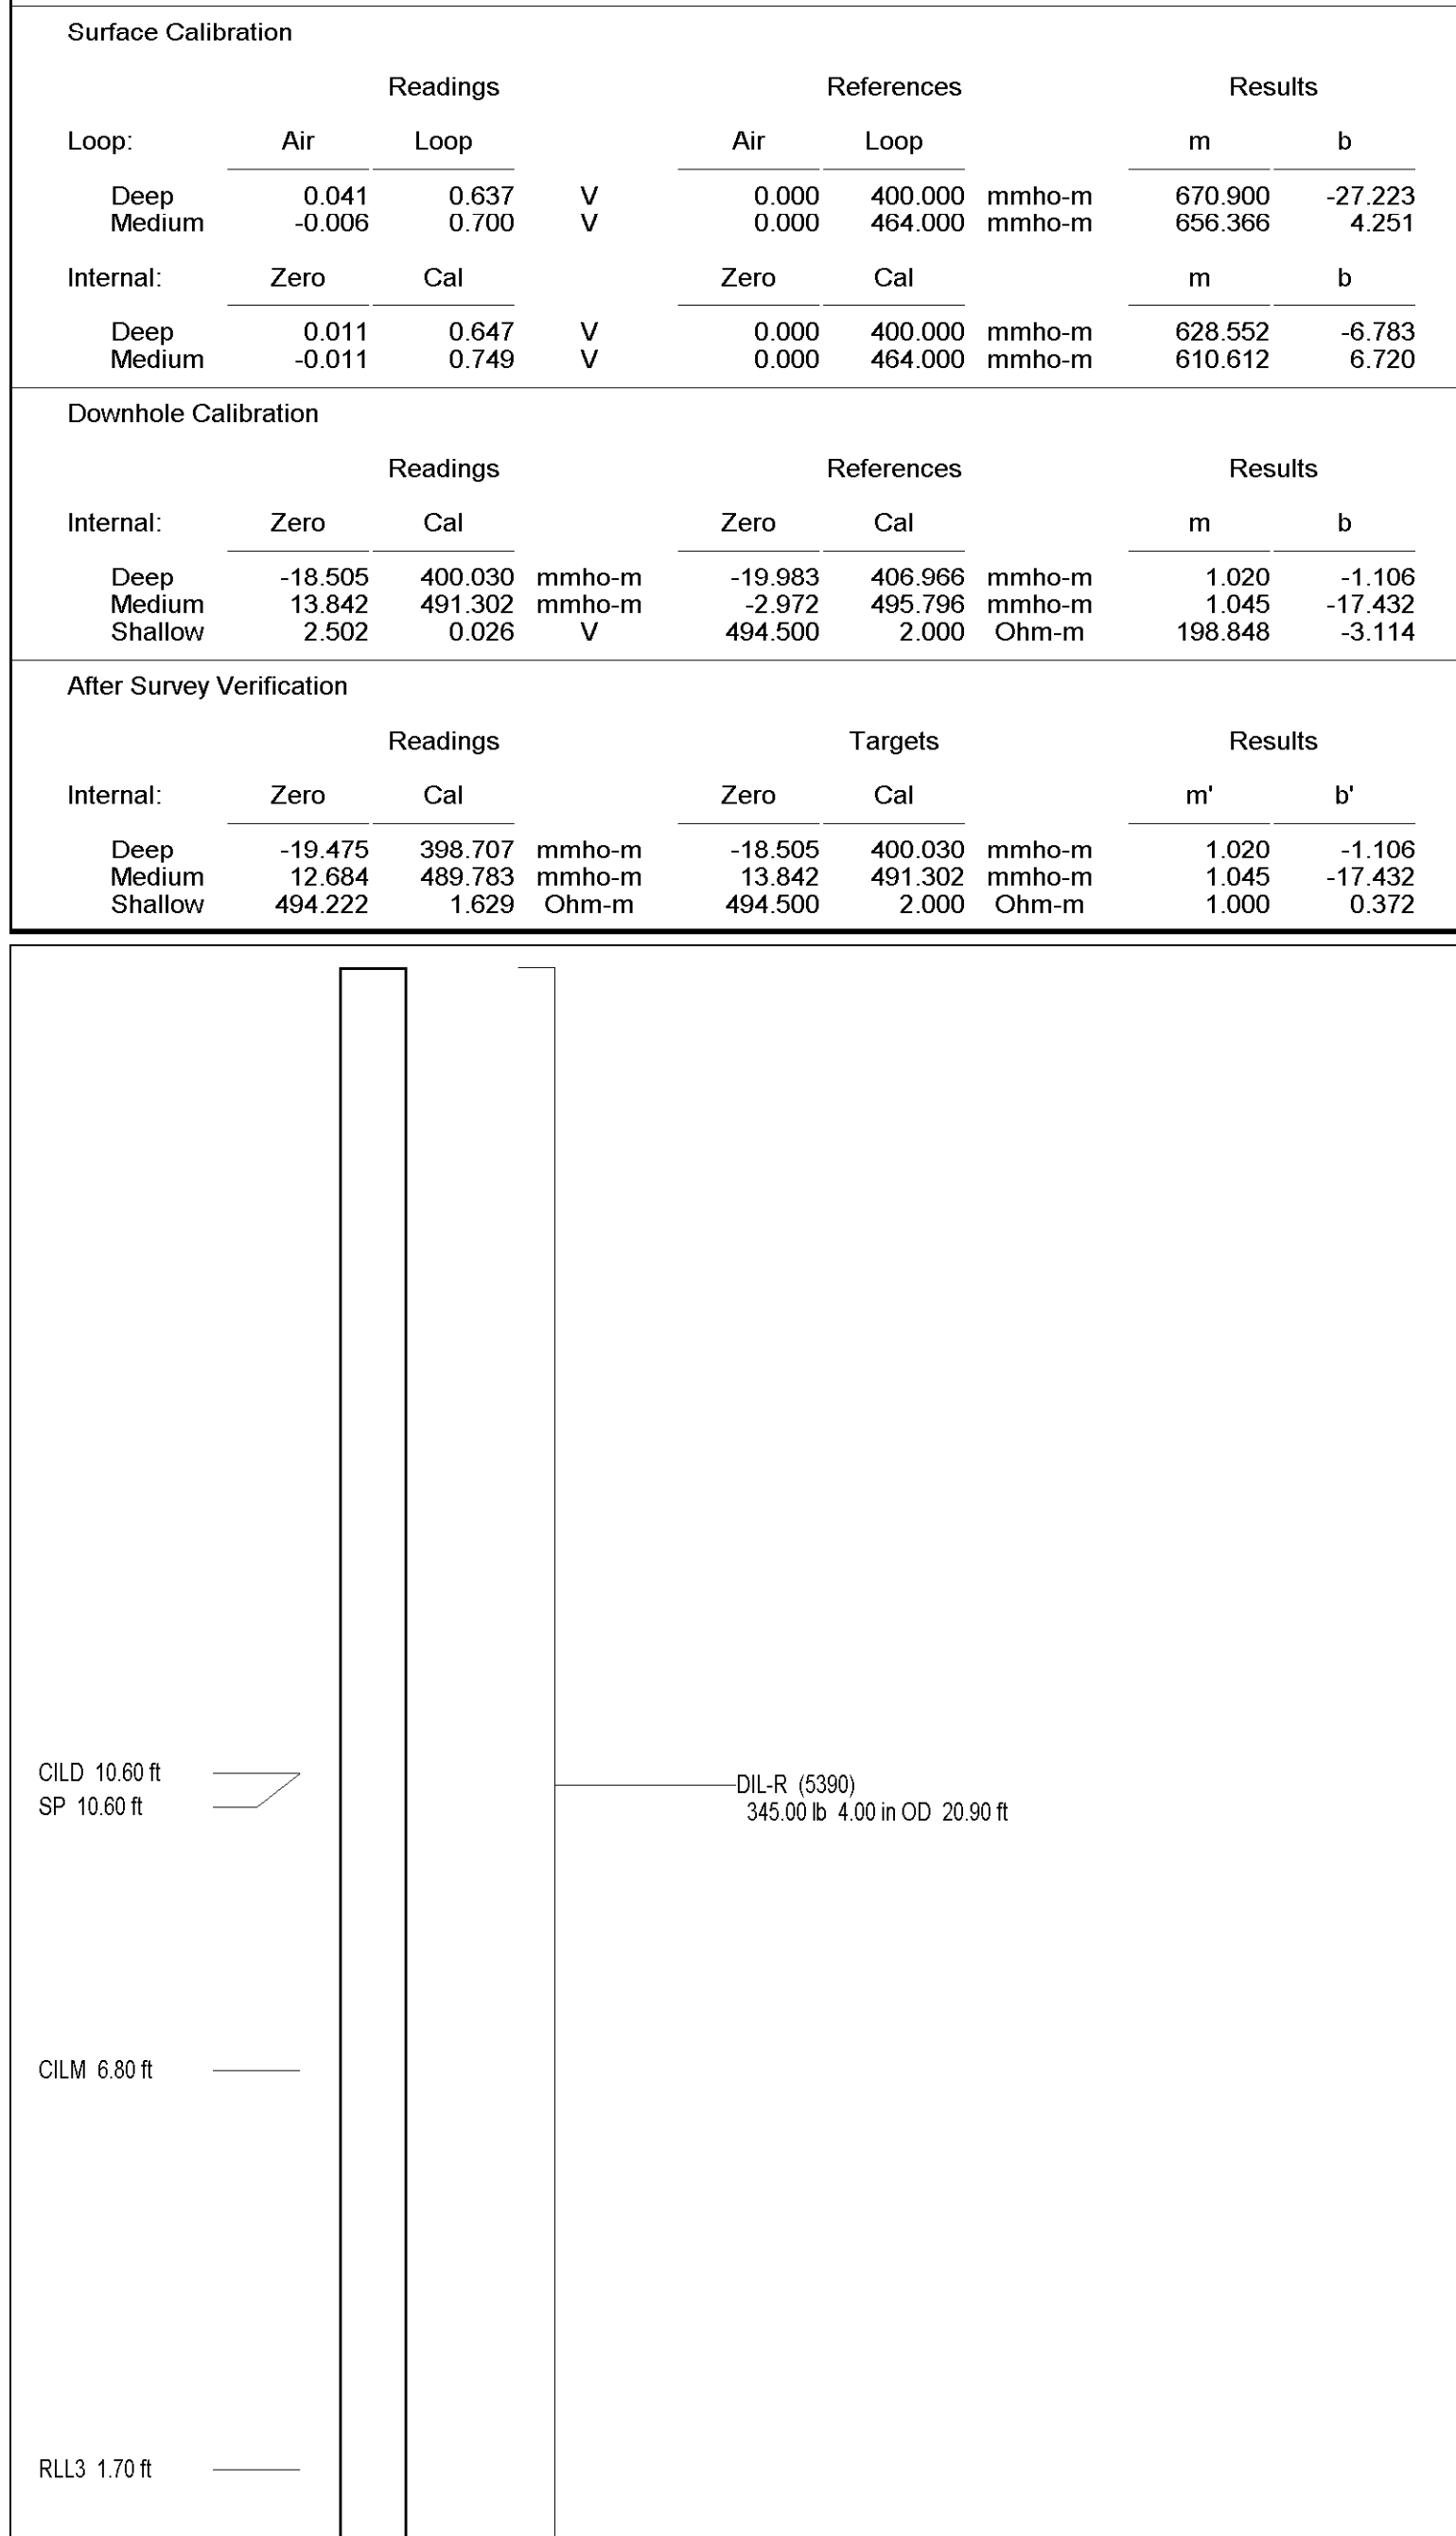 Surface Calibration
Readings References Results
Loop: Air Loop Air Loop m b
Deep 0.041 0.637 V 0.000 400.000 mmho-m 670.900 -27.223
Medium -0.006 0.700 V 0.000 464.000 mmho-m 656.366 4.251
Internal: Zero Cal Zero Cal m b
Deep 0.011 0.647 V 0.000 400.000 mmho-m 628.552 -6.783
Medium -0.011 0.749 V 0.000 464.000 mmho-m 610.612 6.720
Downhole Calibration
Readings References Results
Internal: Zero Cal Zero Cal m b
Deep -18.505 400.030 mmho-m -19.983 406.966 mmho-m 1.020 -1.106
Medium 13.842 491.302 mmho-m -2.972 495.796 mmho-m 1.045 -17.432
Shallow 2.502 0.026 V 494.500 2.000 Ohm-m 198.848 -3.114
After Survey Verification
Readings Targets Results
Internal: Zero Cal Zero Cal m' b'
Deep -19.475 398.707 mmho-m -18.505 400.030 mmho-m 1.020 -1.106
Medium 12.684 489.783 mmho-m 13.842 491.302 mmho-m 1.045 -17.432
Shallow 494.222 1.629 Ohm-m 494.500 2.000 Ohm-m 1.000 0.372
CILD 10.60 ft
SP 10.60 ft
DIL-R (5390)
345.00 lb 4.00 in OD 20.90 ft
CILM 6.80 ft
RLL3 1.70 ft